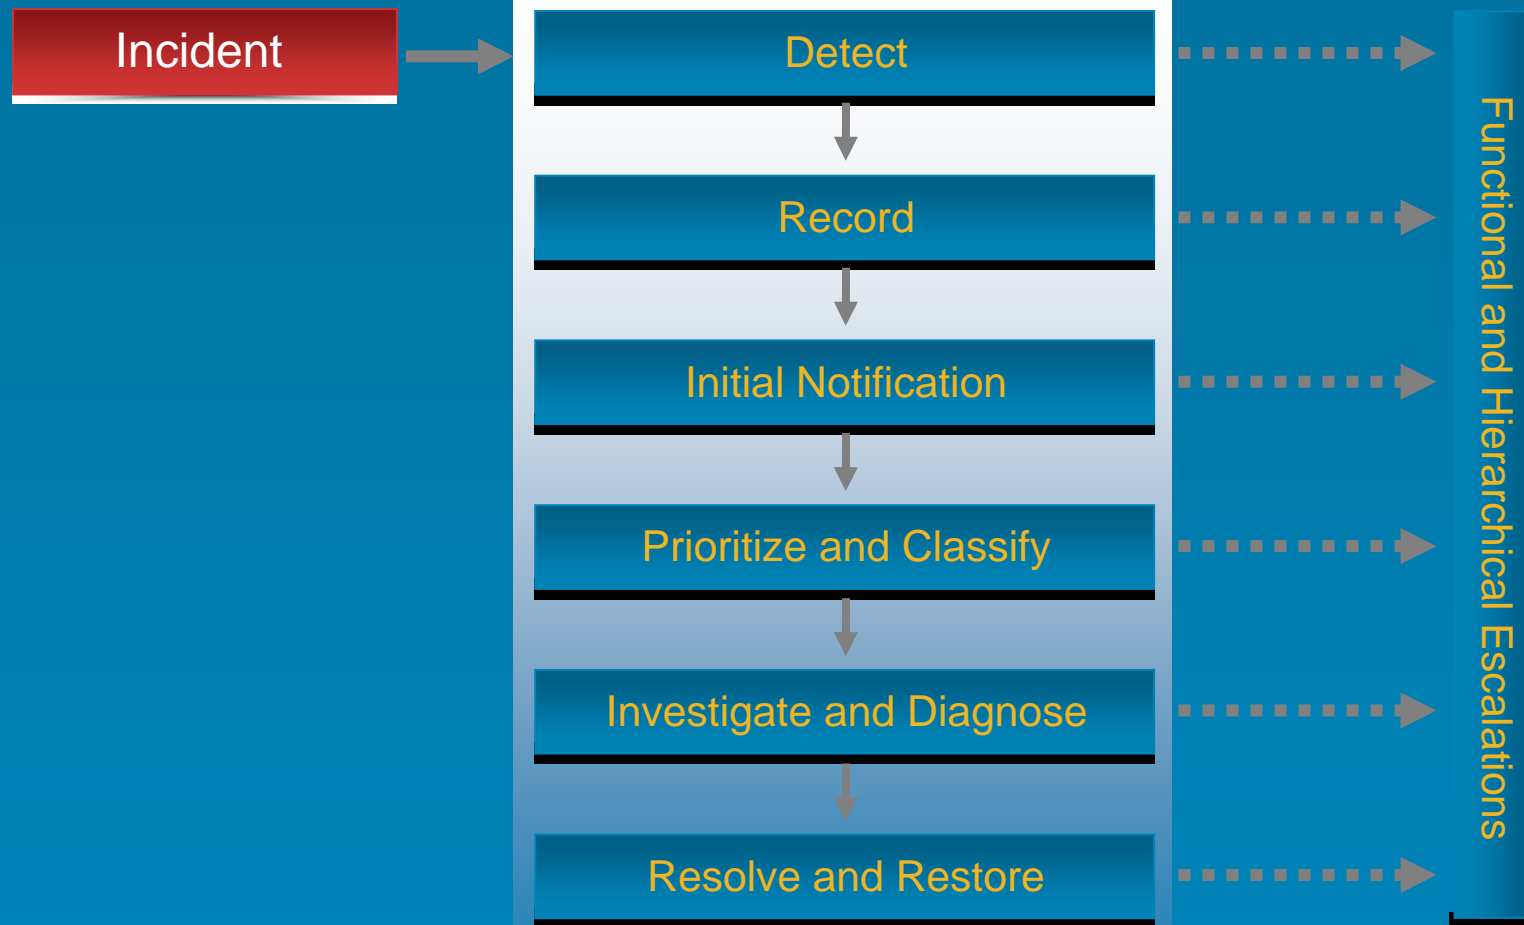 Incident
Detect
Record
Initial Notification
Prioritize and Classify
Investigate and Diagnose
Resolve and Restore
Functional and Hierarchical Escalations